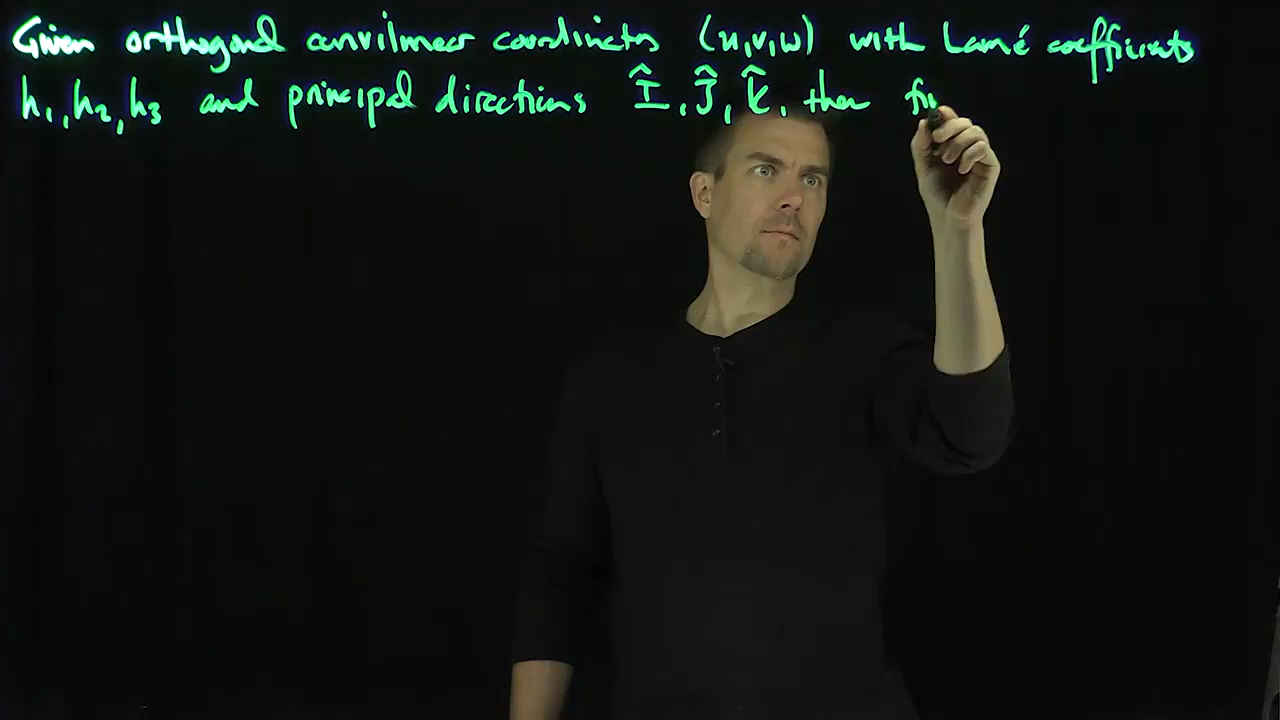 Given orthogonal curvilinear coordinates (u,v,w) with Lamé coefficients
h₁, h₂, h₃ and principal directions Î, Ĵ, K̂, then